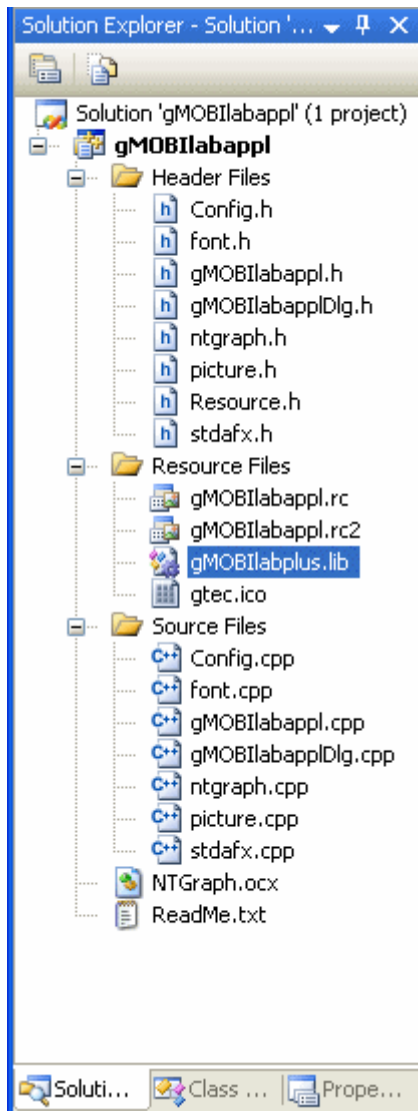 Solution Explorer - Solution '...
Solution 'gMOBIlabappl' (1 project)
gMOBIlabappl
Header Files
Config.h
font.h
gMOBIlabappl.h
gMOBIlabapplDlg.h
ntgraph.h
picture.h
Resource.h
stdafx.h
Resource Files
gMOBIlabappl.rc
gMOBIlabappl.rc2
gMOBIlabplus.lib
gtec.ico
Source Files
Config.cpp
font.cpp
gMOBIlabappl.cpp
gMOBIlabapplDlg.cpp
ntgraph.cpp
picture.cpp
stdafx.cpp
NTGraph.ocx
ReadMe.txt
Soluti... Class ... Prope...